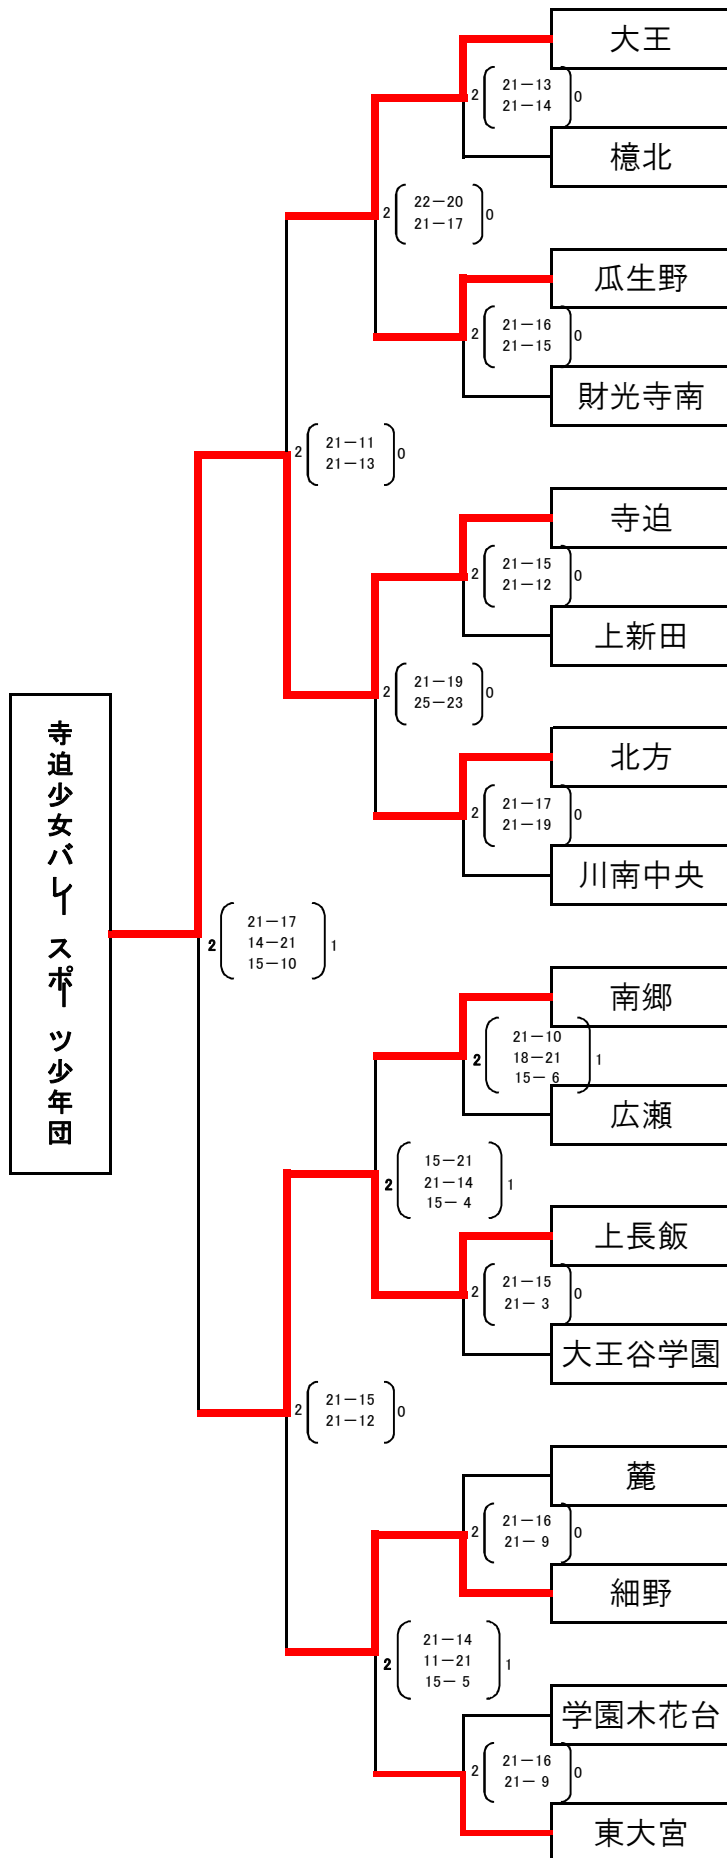 大王
2 21－13 0
21－14
檍北
2 22－20 0
21－17
瓜生野
2 21－16 0
21－15
財光寺南
2 21－11 0
21－13
寺迫
2 21－15 0
21－12
上新田
2 21－19 0
25－23
北方
2 21－17 0
21－19
川南中央
寺迫少女バレー スポーツ少年団
21－17
2 14－21 1
15－10
南郷
21－10
2 18－21 1
15－ 6
広瀬
15－21
2 21－14 1
15－ 4
上長飯
2 21－15 0
21－ 3
大王谷学園
2 21－15 0
21－12
麓
2 21－16 0
21－ 9
細野
21－14
2 11－21 1
15－ 5
学園木花台
2 21－16 0
21－ 9
東大宮